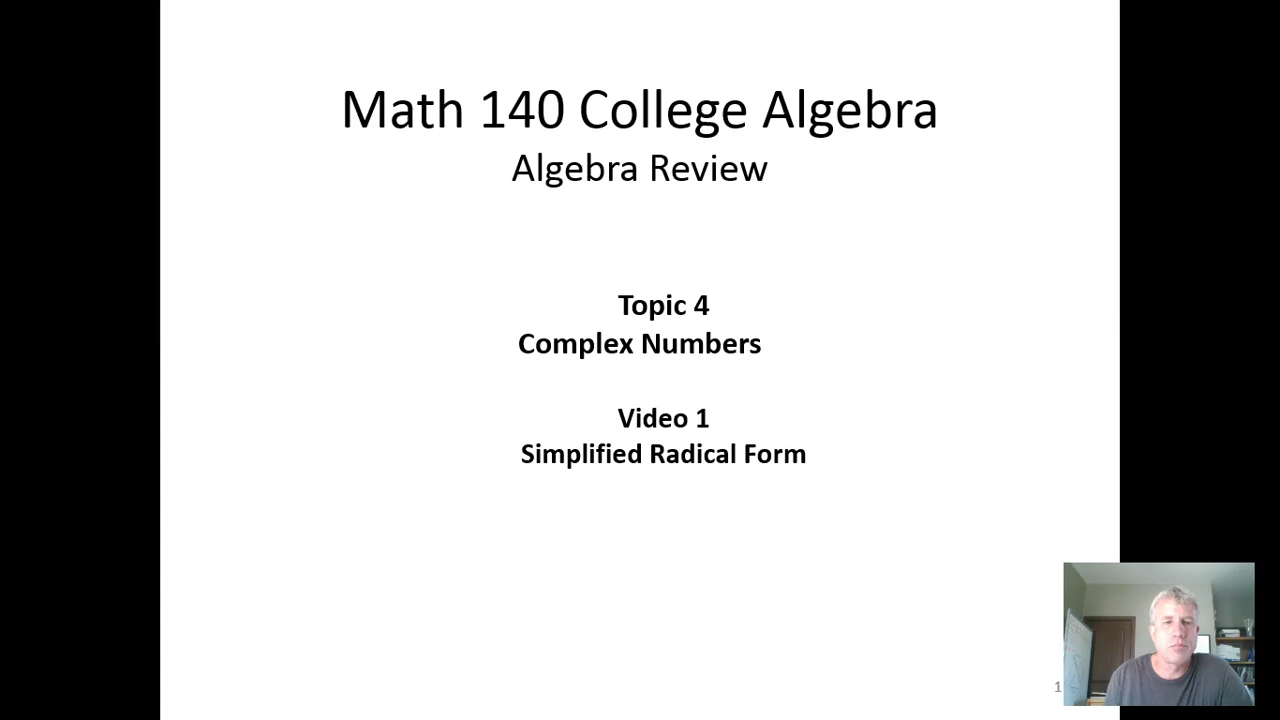 Math 140 College Algebra
Algebra Review
Topic 4
Complex Numbers
Video 1
Simplified Radical Form
1